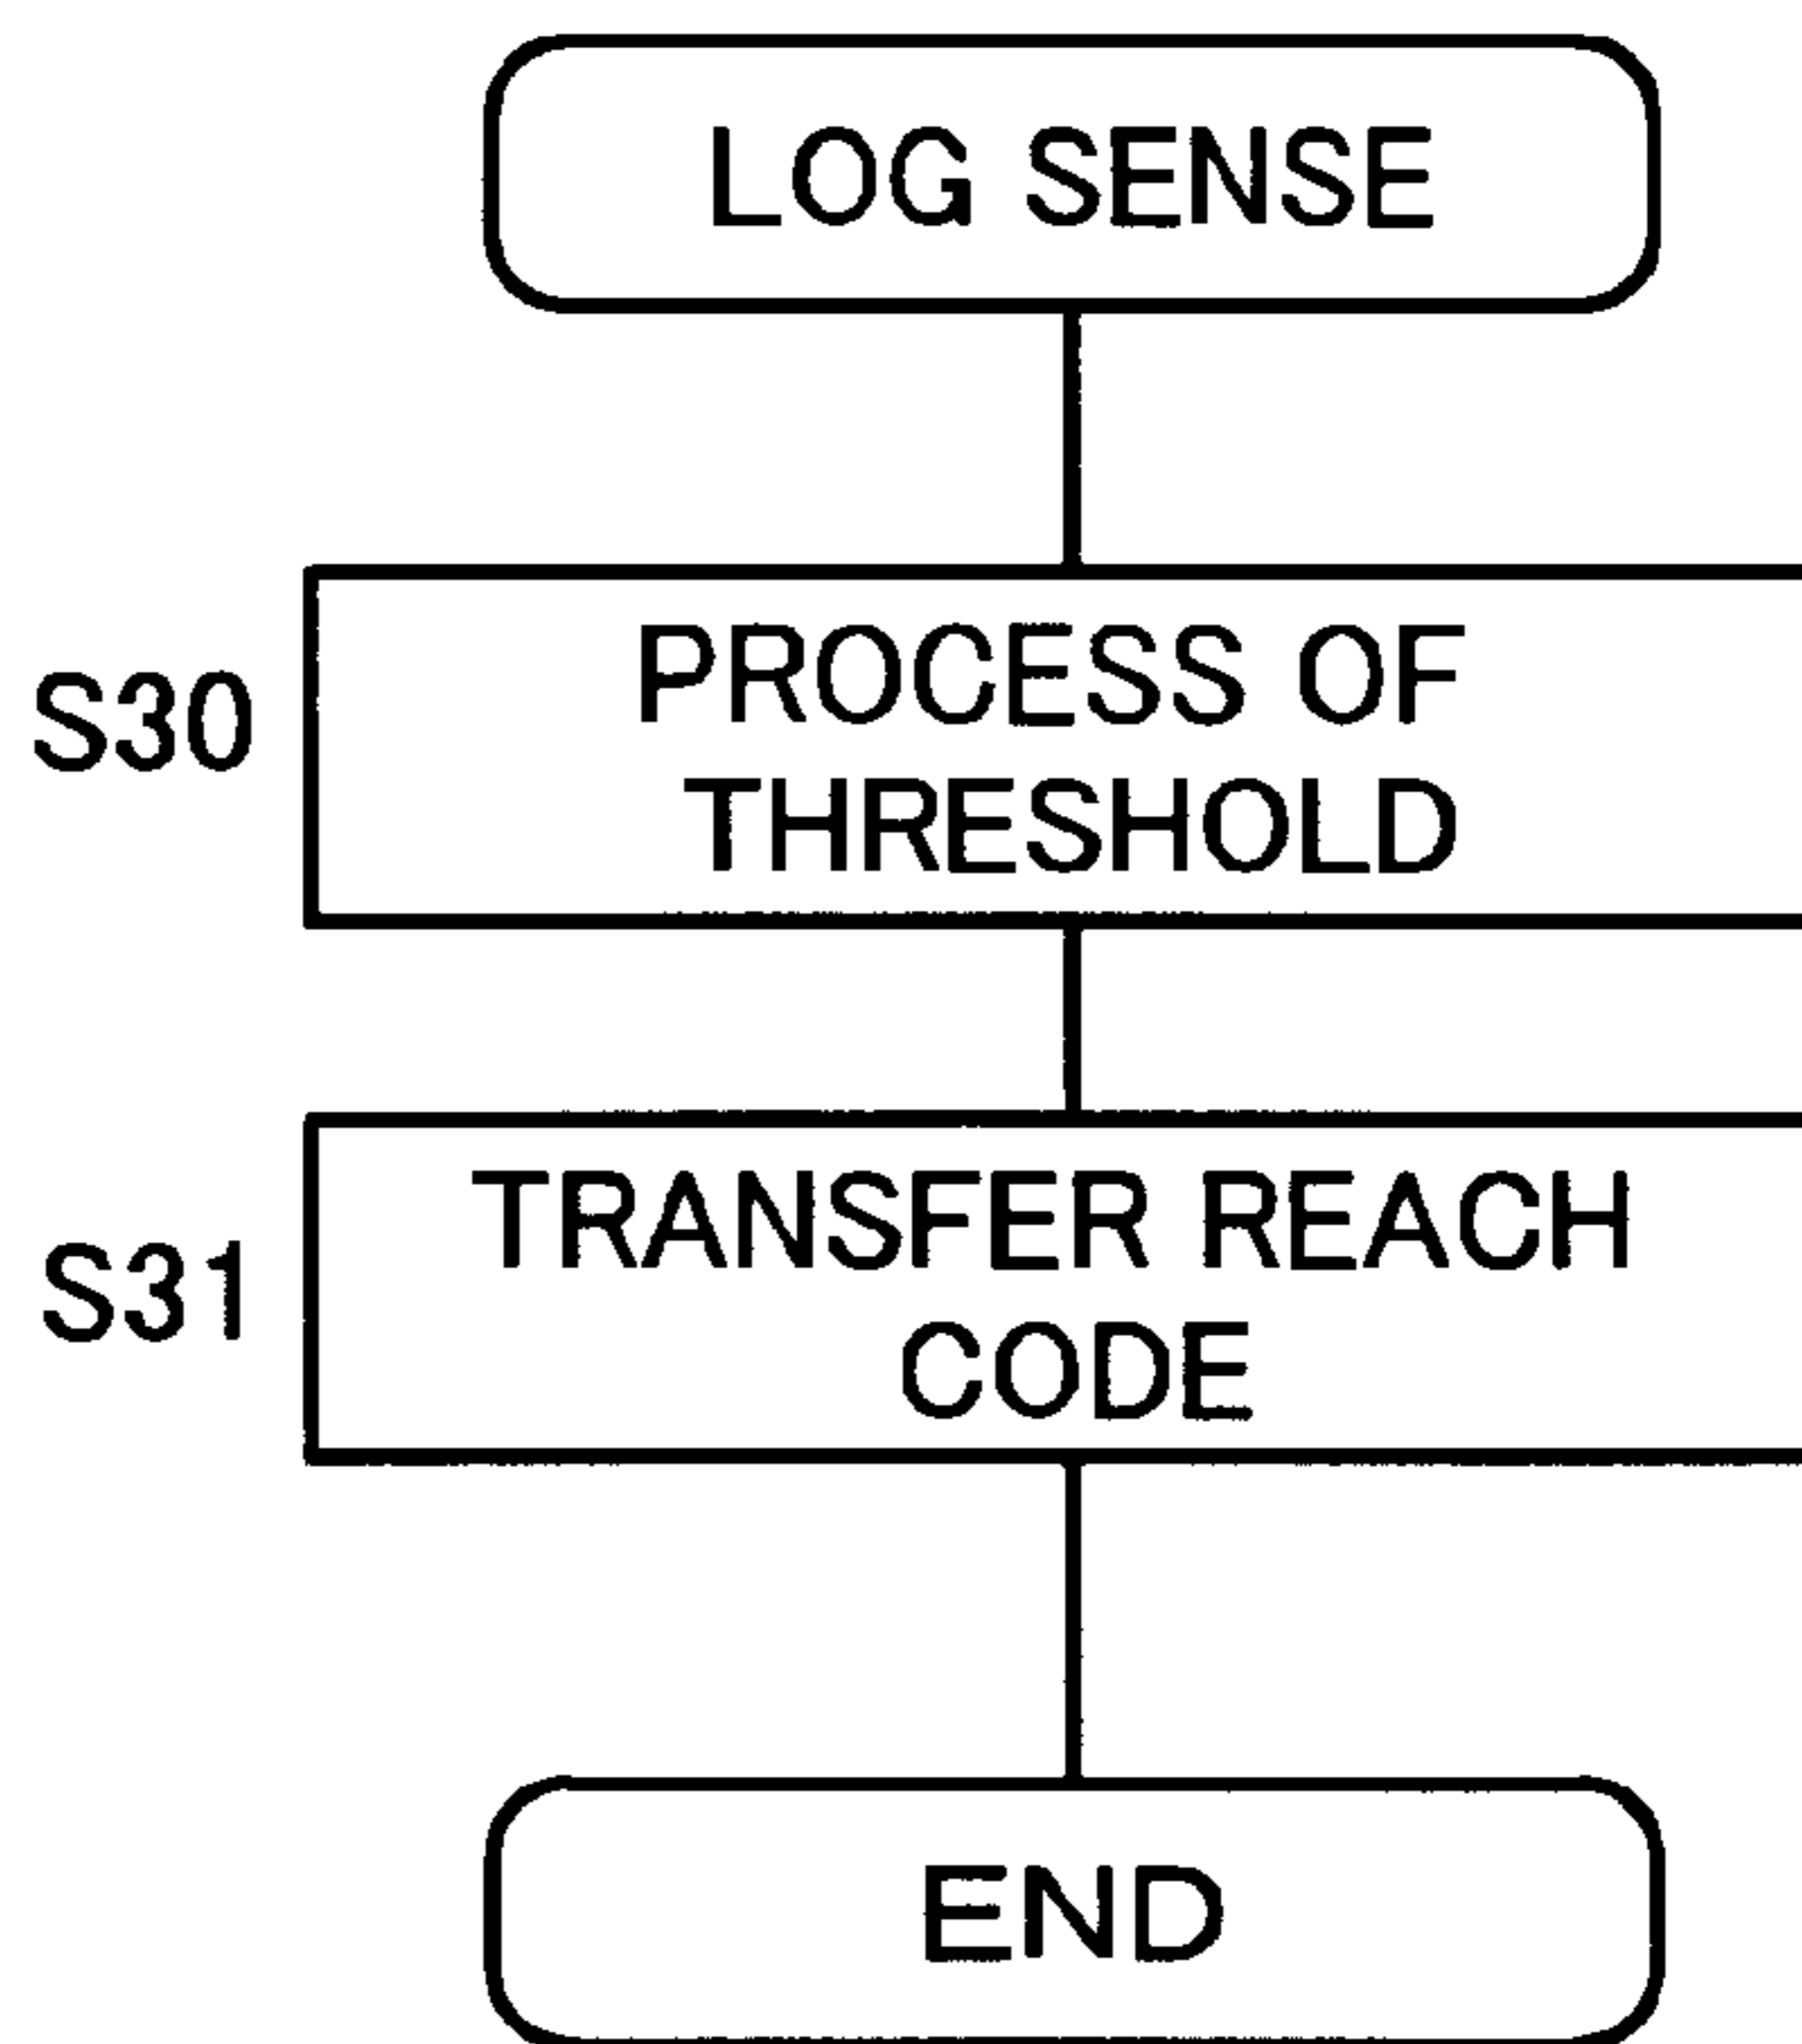 LOG SENSE
S30
PROCESS OF
THRESHOLD
S31
TRANSFER REACH
CODE
END